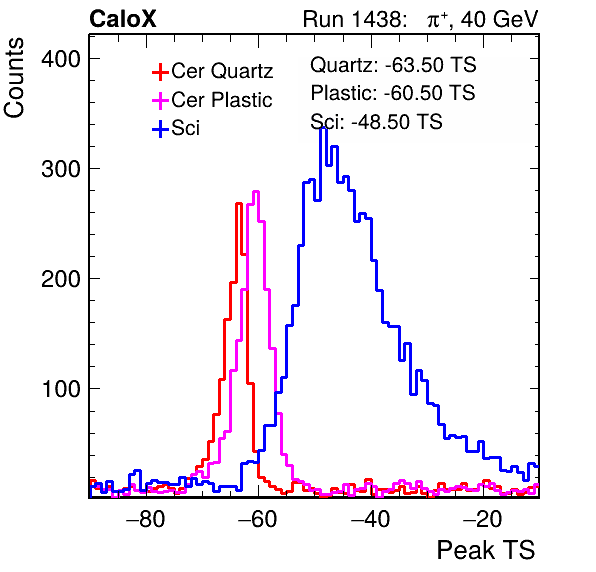 CaloX Run 1438: π⁺, 40 GeV
Counts
400
300
200
100
Cer Quartz
Cer Plastic
Sci
Quartz: -63.50 TS
Plastic: -60.50 TS
Sci: -48.50 TS
−80 −60 −40 −20
Peak TS